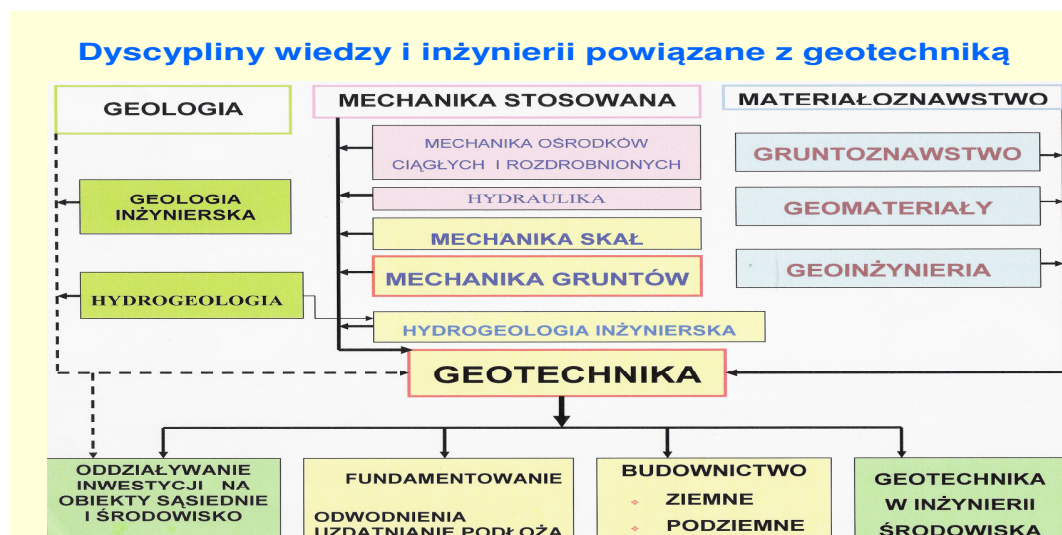 Dyscypliny wiedzy i inżynierii powiązane z geotechniką
GEOLOGIA
MECHANIKA STOSOWANA
MATERIAŁOZNAWSTWO
MECHANIKA OŚRODKÓW
CIĄGŁYCH I ROZDROBNIONYCH
GRUNTOZNAWSTWO
GEOLOGIA
INŻYNIERSKA
HYDRAULIKA
GEOMATERIAŁY
MECHANIKA SKAŁ
MECHANIKA GRUNTÓW
GEOINŻYNIERIA
HYDROGEOLOGIA
HYDROGEOLOGIA INŻYNIERSKA
GEOTECHNIKA
ODDZIAŁYWANIE
INWESTYCJI NA
OBIEKTY SĄSIEDNIE
I ŚRODOWISKO
FUNDAMENTOWANIE
ODWODNIENIA
UZDATNIANIE PODŁOŻA
BUDOWNICTWO
ZIEMNE
PODZIEMNE
GEOTECHNIKA
W INŻYNIERII
ŚRODOWISKA